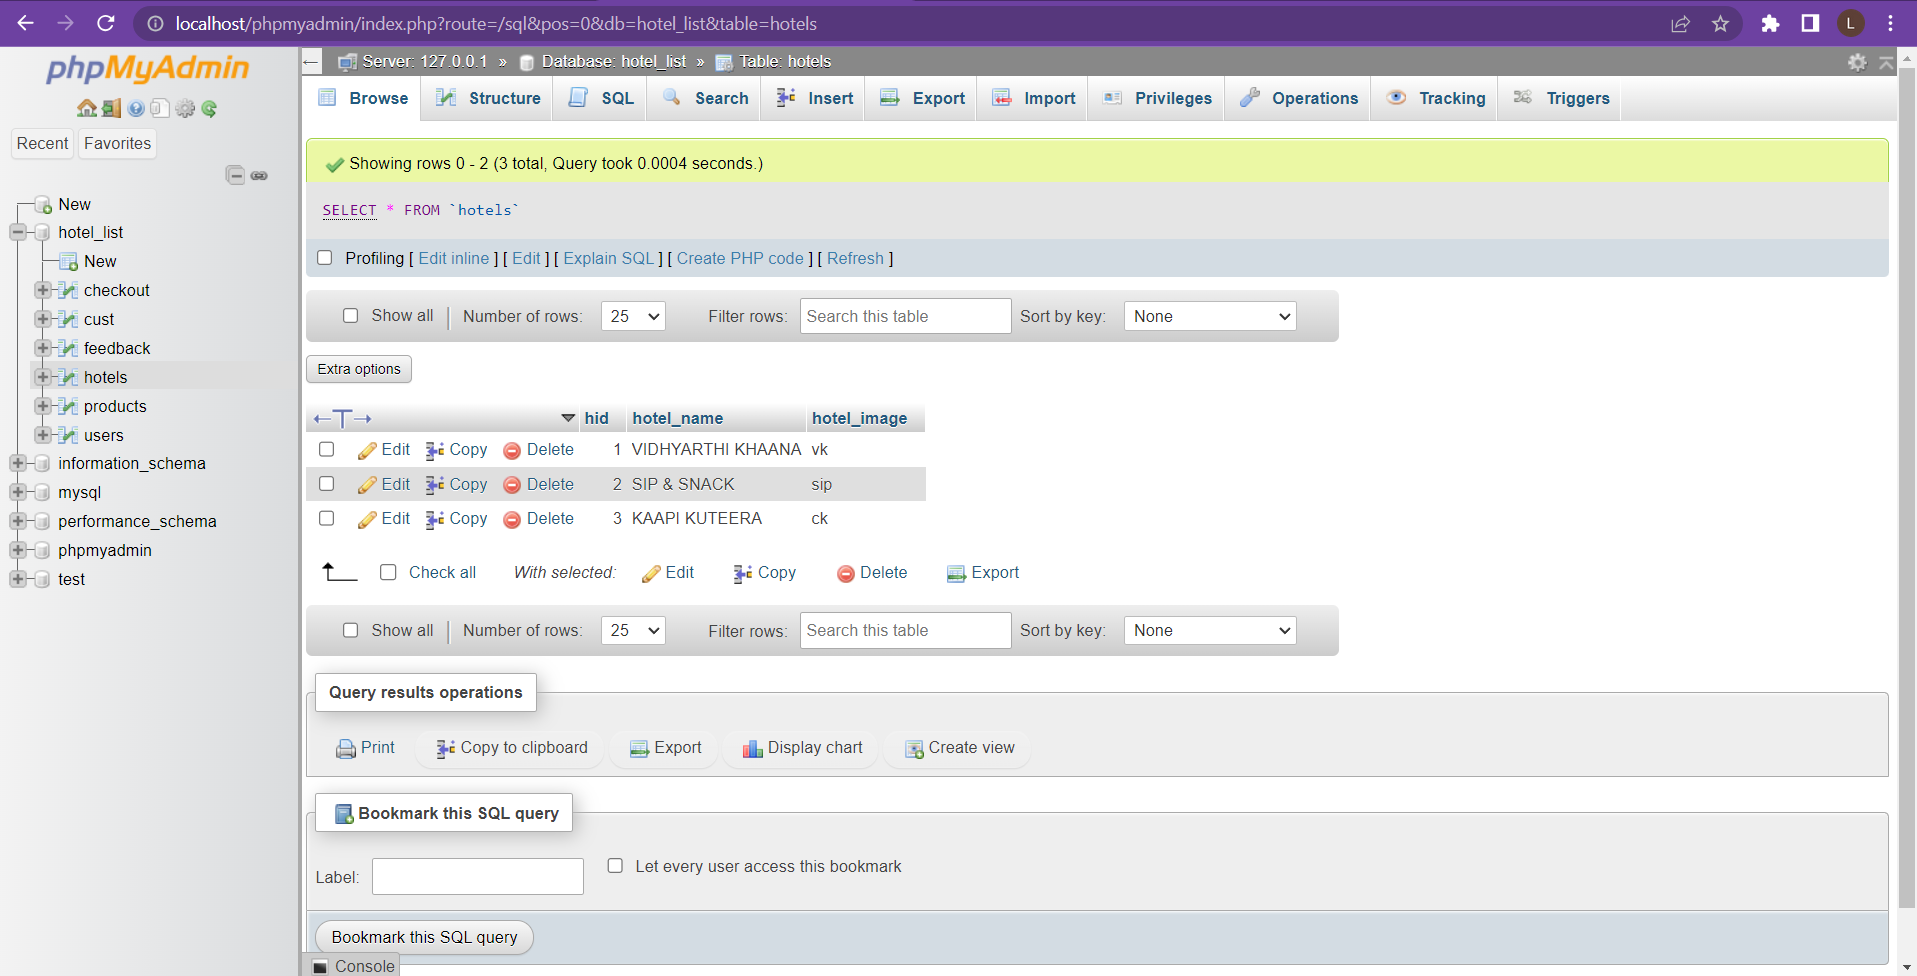 localhost/phpmyadmin/index.php?route=/sql&pos=0&db=hotel_list&table=hotels
L
phpMyAdmin
Recent Favorites
New
hotel_list
New
checkout
cust
feedback
hotels
products
users
information_schema
mysql
performance_schema
phpmyadmin
test
Server: 127.0.0.1 » Database: hotel_list » Table: hotels
Browse Structure SQL Search Insert Export Import Privileges Operations Tracking Triggers
Showing rows 0 - 2 (3 total, Query took 0.0004 seconds.)
SELECT * FROM `hotels`
Profiling [ Edit inline ] [ Edit ] [ Explain SQL ] [ Create PHP code ] [ Refresh ]
Show all Number of rows: 25 Filter rows: Search this table Sort by key: None
Extra options
←T→ hid hotel_name hotel_image
Edit Copy Delete 1 VIDHYARTHI KHAANA vk
Edit Copy Delete 2 SIP & SNACK sip
Edit Copy Delete 3 KAAPI KUTEERA ck
Check all With selected: Edit Copy Delete Export
Show all Number of rows: 25 Filter rows: Search this table Sort by key: None
Query results operations
Print Copy to clipboard Export Display chart Create view
Bookmark this SQL query
Label: Let every user access this bookmark
Bookmark this SQL query
Console